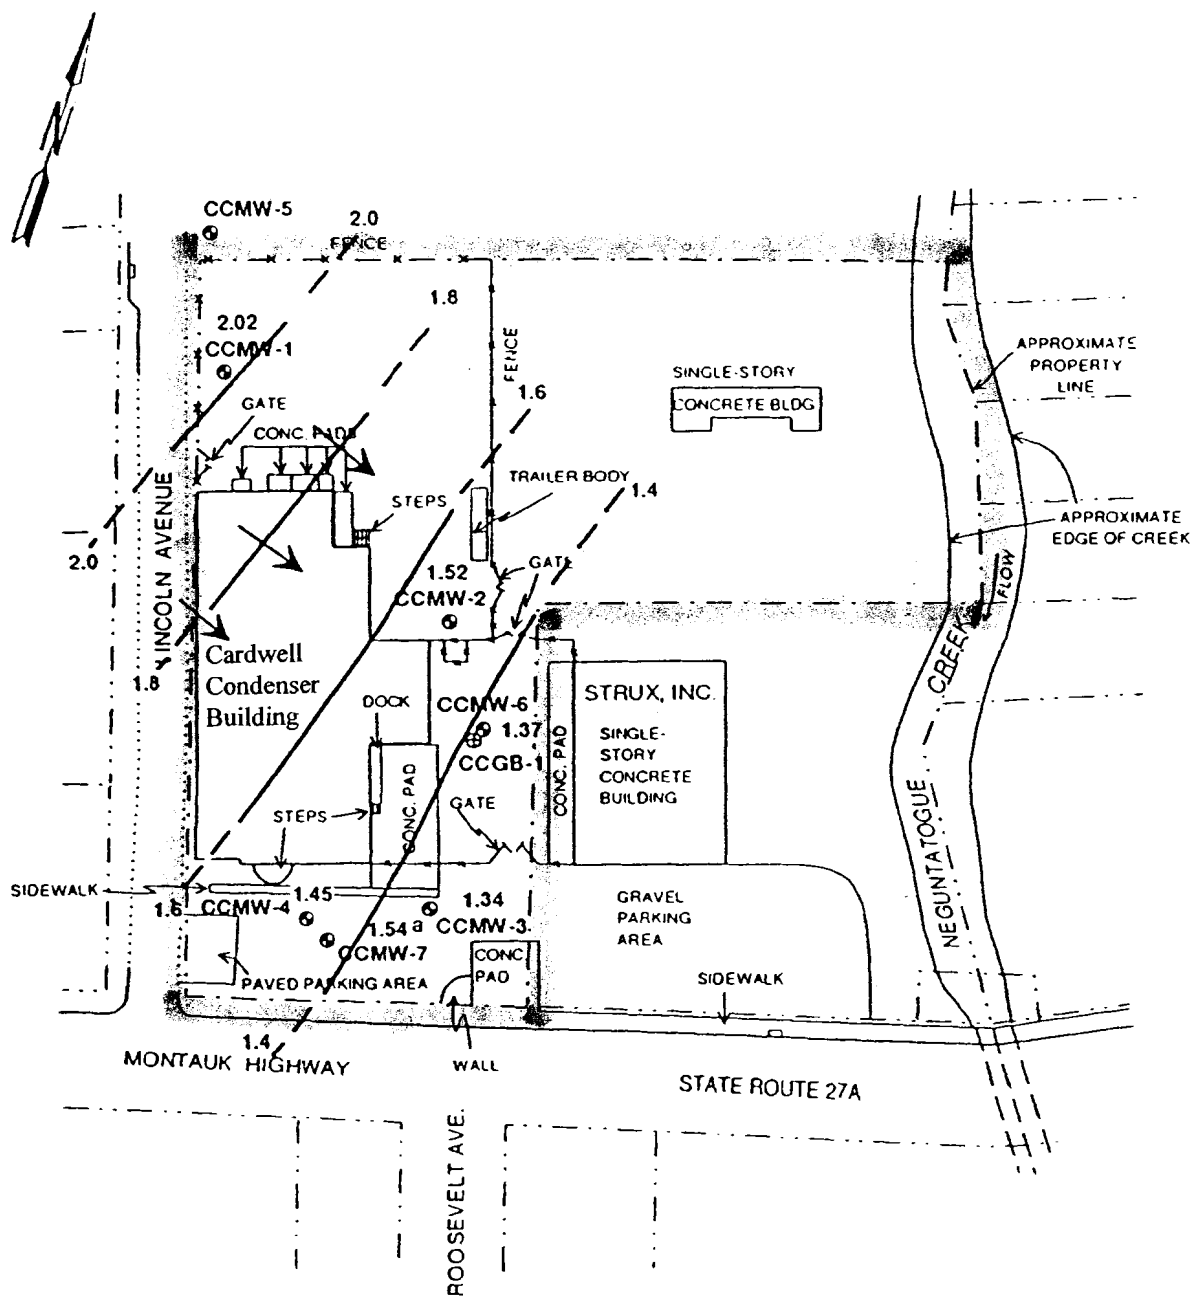 N
CCMW-5
2.0
FENCE
1.8
2.02
CCMW-1
FENCE
SINGLE-STORY
CONCRETE BLDG
APPROXIMATE
PROPERTY
LINE
1.6
GATE
CONC. PADS
TRAILER BODY
1.4
STEPS
APPROXIMATE
EDGE OF CREEK
2.0
LINCOLN AVENUE
1.52
CCMW-2
GATE
FLOW
1.8
Cardwell
Condenser
Building
DOCK
CCMW-6
1.37
CCGB-1
STRUX, INC.
SINGLE-
STORY
CONCRETE
BUILDING
CONC. PAD
CREEK
NEGUNTATOGUE
STEPS
CONC. PAD
GATE
SIDEWALK
1.6
CCMW-4
1.45
1.54 a
CCMW-7
1.34
CCMW-3
GRAVEL
PARKING
AREA
PAVED PARKING AREA
CONC
PAD
SIDEWALK
1.4
MONTAUK HIGHWAY
WALL
STATE ROUTE 27A
ROOSEVELT AVE.